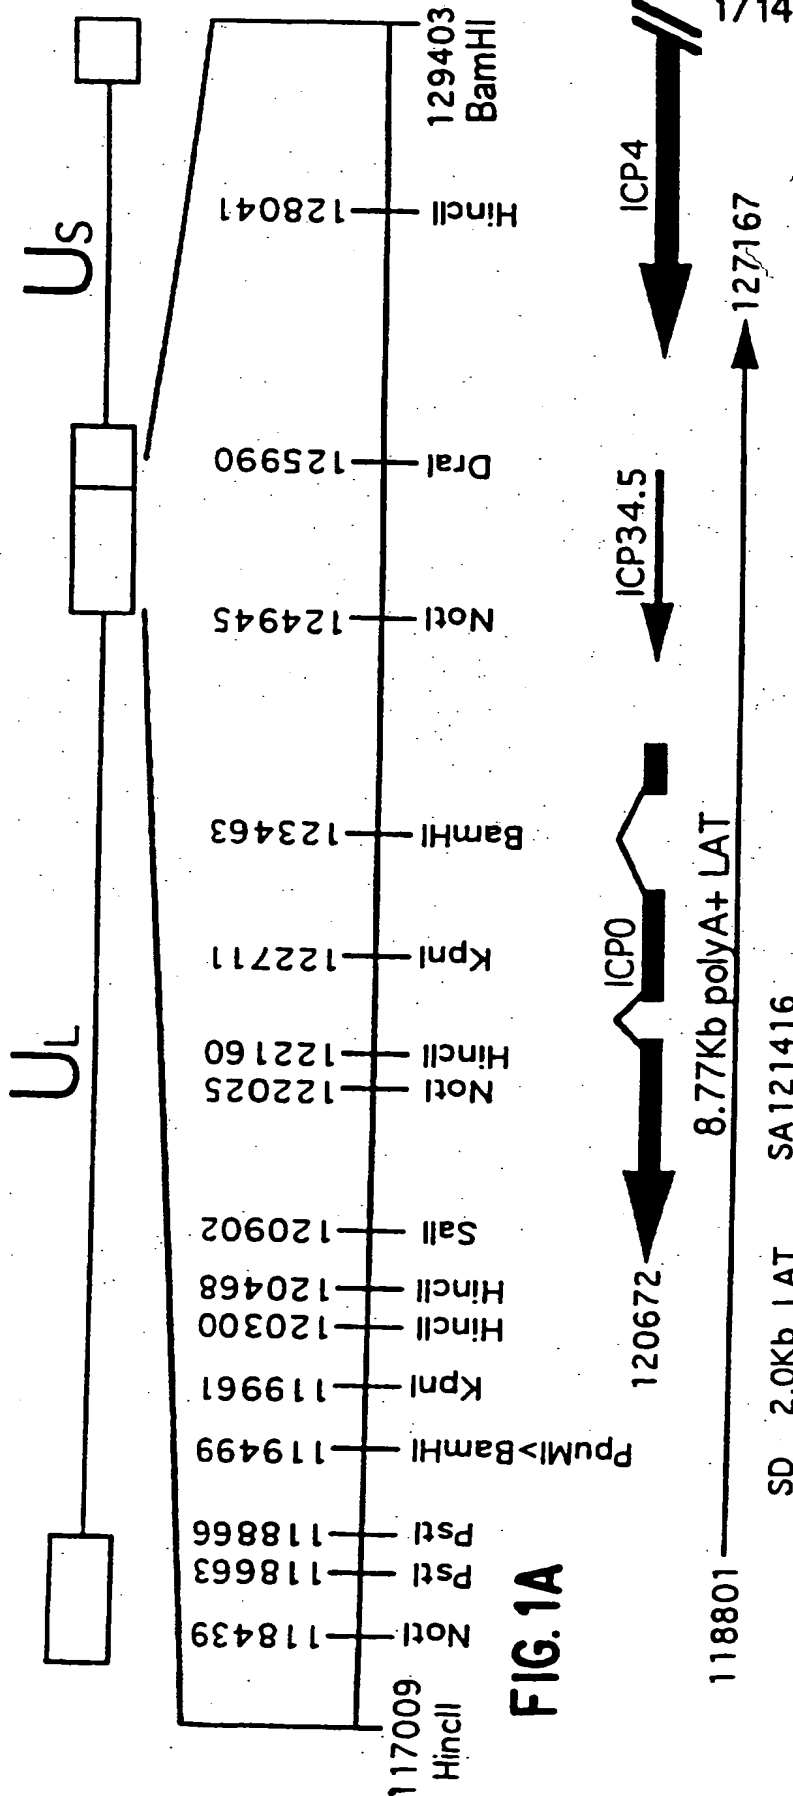 1/14
UL
US
117009
HincII
118439
NotI
118663
PstI
118866
PstI
119499
PpuMI>BamHI
119961
KpnI
120300
HincII
120468
HincII
120902
SalI
122025
NotI
122160
HincII
122711
KpnI
123463
BamHI
124945
NotI
125990
DraI
128041
HincII
129403
BamHI
FIG. 1A
120672
ICP0
ICP34.5
ICP4
118801
8.77Kb polyA+ LAT
127167
SD 2.0Kb LAT SA121416